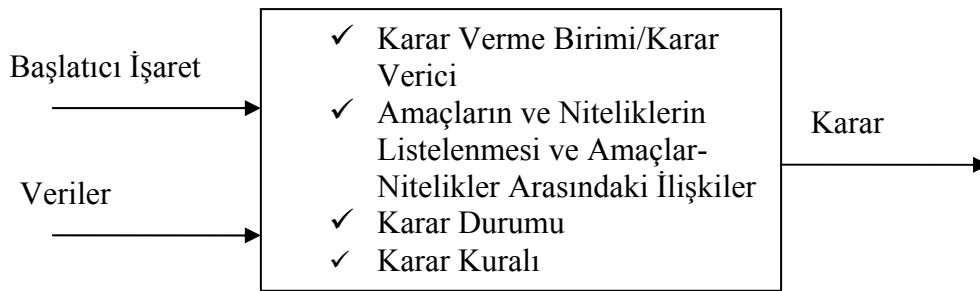 Başlatıcı İşaret
Veriler
✓ Karar Verme Birimi/Karar
Verici
✓ Amaçların ve Niteliklerin
Listelenmesi ve Amaçlar-
Nitelikler Arasındaki İlişkiler
✓ Karar Durumu
✓ Karar Kuralı
Karar